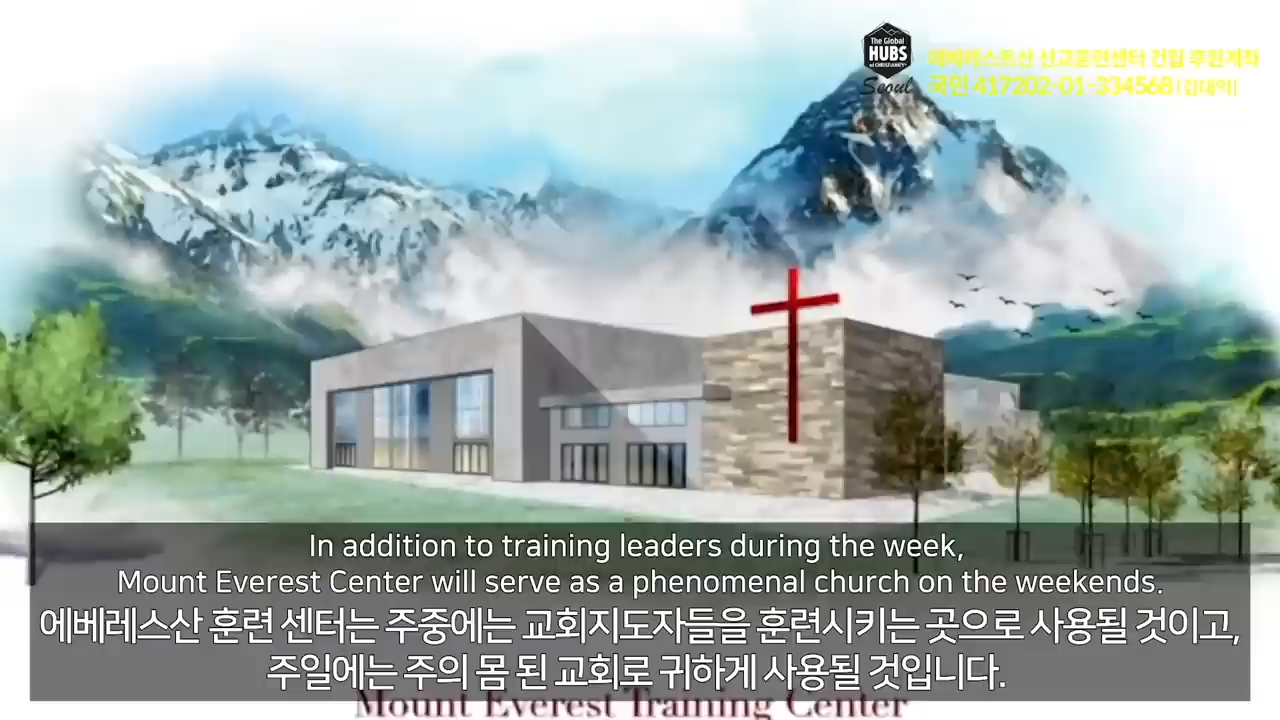 The Global
HUBS
of CHRISTIANITY
Seoul
에베레스트산 선교훈련센터 건립 후원계좌
국민 417202-01-334568 (김대억)
In addition to training leaders during the week,
Mount Everest Center will serve as a phenomenal church on the weekends.
에베레스산 훈련 센터는 주중에는 교회지도자들을 훈련시키는 곳으로 사용될 것이고,
주일에는 주의 몸 된 교회로 귀하게 사용될 것입니다.
Mount Everest Training Center